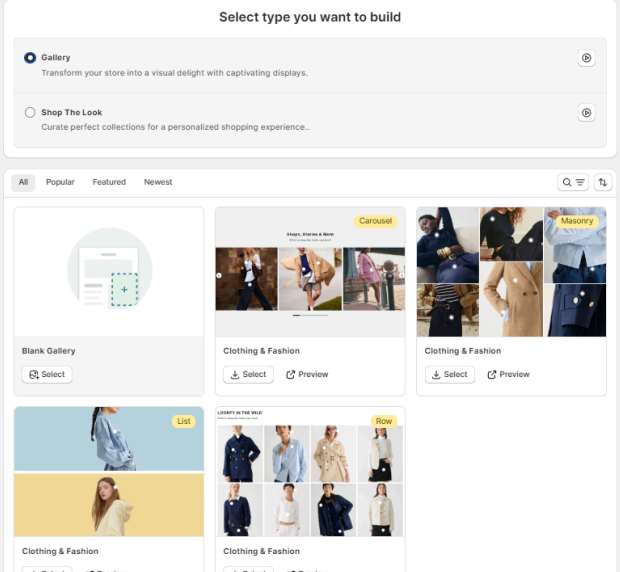 Select type you want to build
Gallery
Transform your store into a visual delight with captivating displays.
Shop The Look
Curate perfect collections for a personalized shopping experience..
All Popular Featured Newest
Carousel
Shops, Stories & More
Masonry
Blank Gallery
Select
Clothing & Fashion
Select Preview
Clothing & Fashion
Select Preview
List
LOOKFY IN THE WILD
Row
Clothing & Fashion
Clothing & Fashion